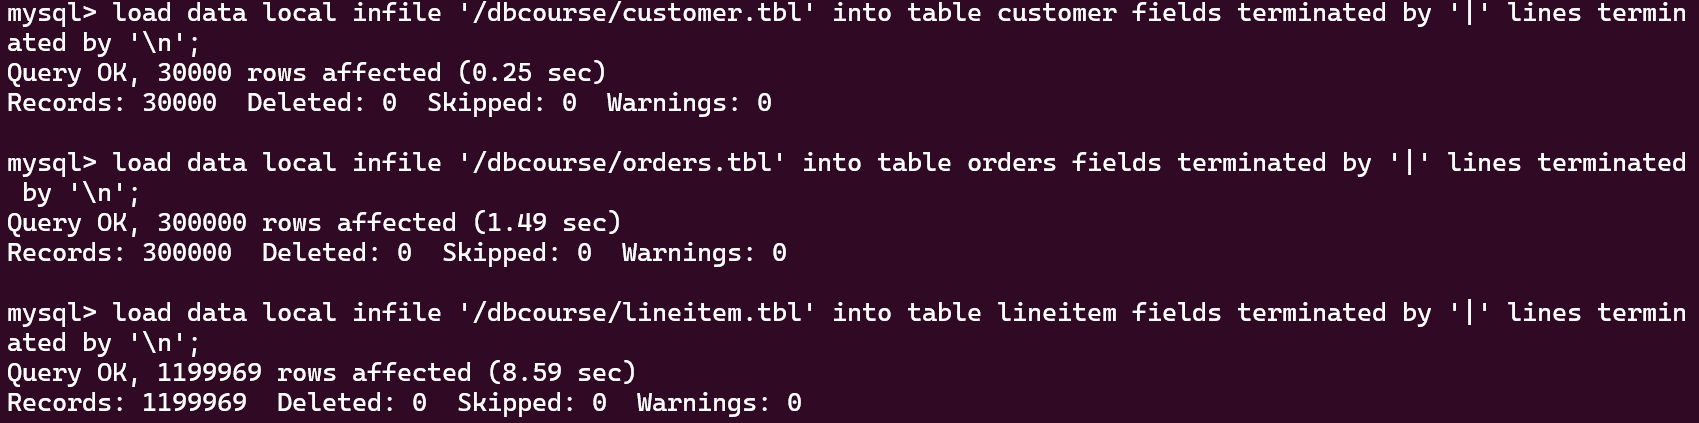 mysql> load data local infile '/dbcourse/customer.tbl' into table customer fields terminated by '|' lines termin
ated by '\n';
Query OK, 30000 rows affected (0.25 sec)
Records: 30000  Deleted: 0  Skipped: 0  Warnings: 0
mysql> load data local infile '/dbcourse/orders.tbl' into table orders fields terminated by '|' lines terminated
 by '\n';
Query OK, 300000 rows affected (1.49 sec)
Records: 300000  Deleted: 0  Skipped: 0  Warnings: 0
mysql> load data local infile '/dbcourse/lineitem.tbl' into table lineitem fields terminated by '|' lines termin
ated by '\n';
Query OK, 1199969 rows affected (8.59 sec)
Records: 1199969  Deleted: 0  Skipped: 0  Warnings: 0